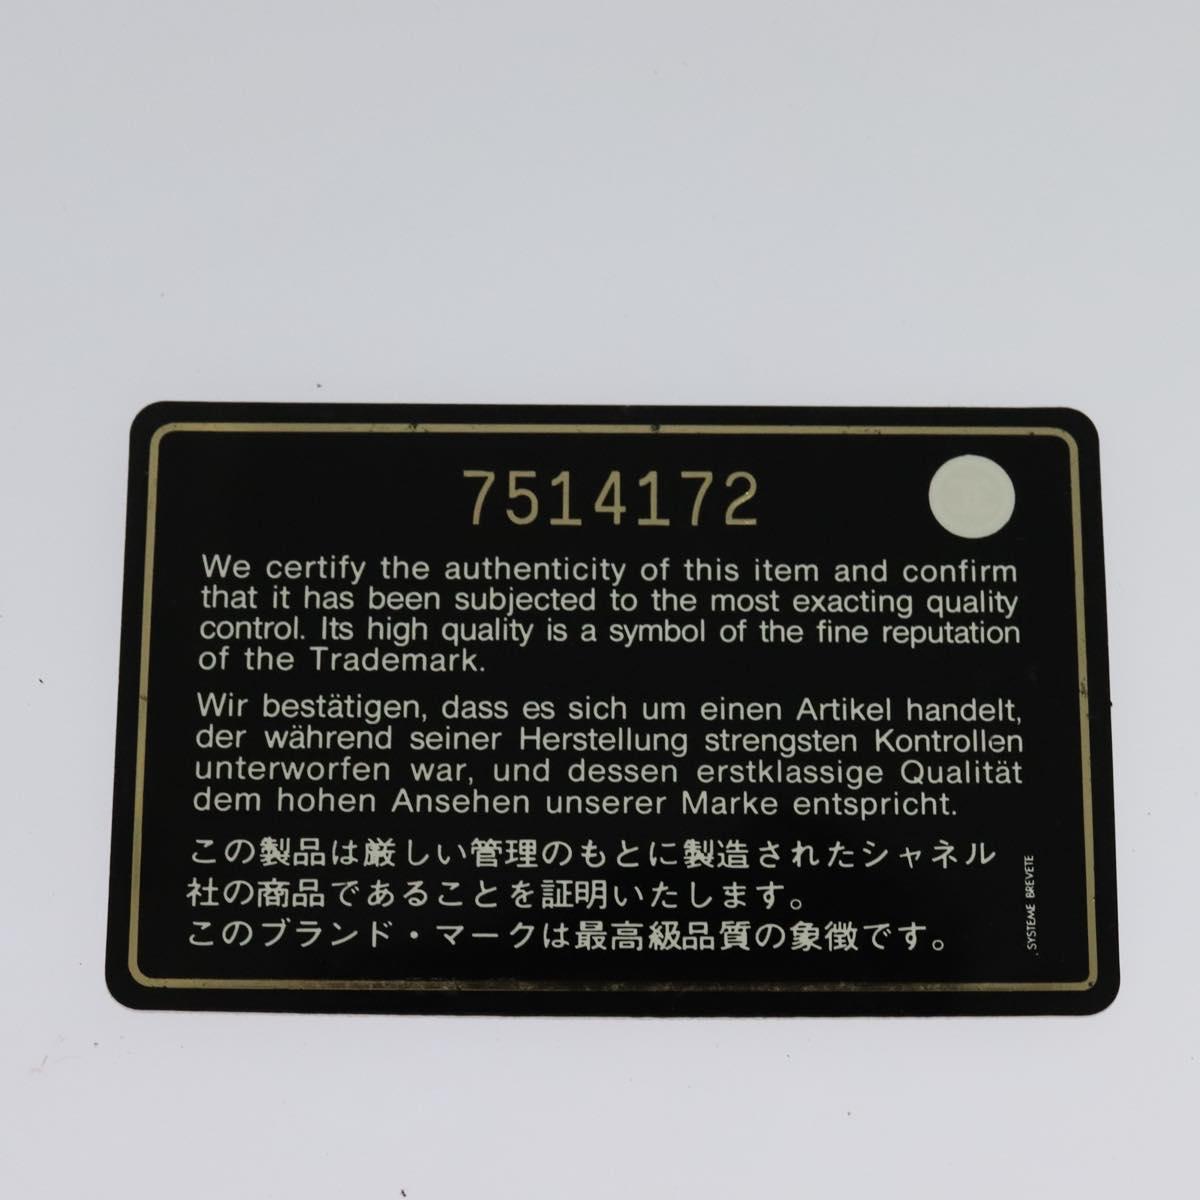 7514172
We certify the authenticity of this item and confirm
that it has been subjected to the most exacting quality
control. Its high quality is a symbol of the fine reputation
of the Trademark.
Wir bestätigen, dass es sich um einen Artikel handelt,
der während seiner Herstellung strengsten Kontrollen
unterworfen war, und dessen erstklassige Qualität
dem hohen Ansehen unserer Marke entspricht.
この製品は厳しい管理のもとに製造されたシャネル
社の商品であることを証明いたします。
このブランド・マークは最高級品質の象徴です。
SYSTEME BREVETE